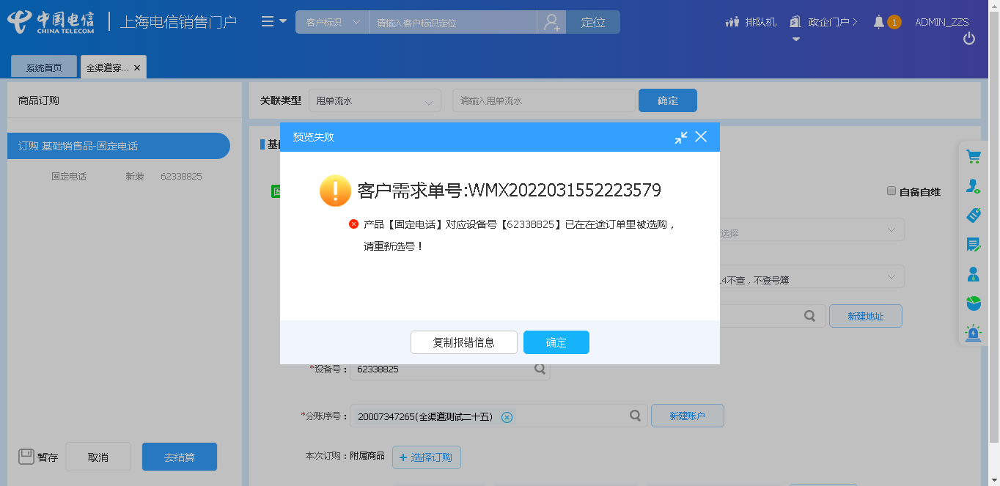 中国电信
CHINA TELECOM
上海电信销售门户
客户标识
请输入客户标识定位
定位
排队机
政企门户
1
ADMIN_ZZS
系统首页
全渠道穿...
商品订购
关联类型
甩单流水
请输入甩单流水
确定
订购 基础销售品-固定电话
固定电话 新装 62338825
预览失败
客户需求单号:WMX2022031552223579
产品【固定电话】对应设备号【62338825】已在在途订单里被选购，
请重新选号！
复制报错信息
确定
自备自维
选择
14不查，不登号簿
新建地址
*设备号：
62338825
*分账序号：
20007347265(全渠道测试二十五)
新建账户
本次订购：附属商品
+ 选择订购
暂存
取消
去结算